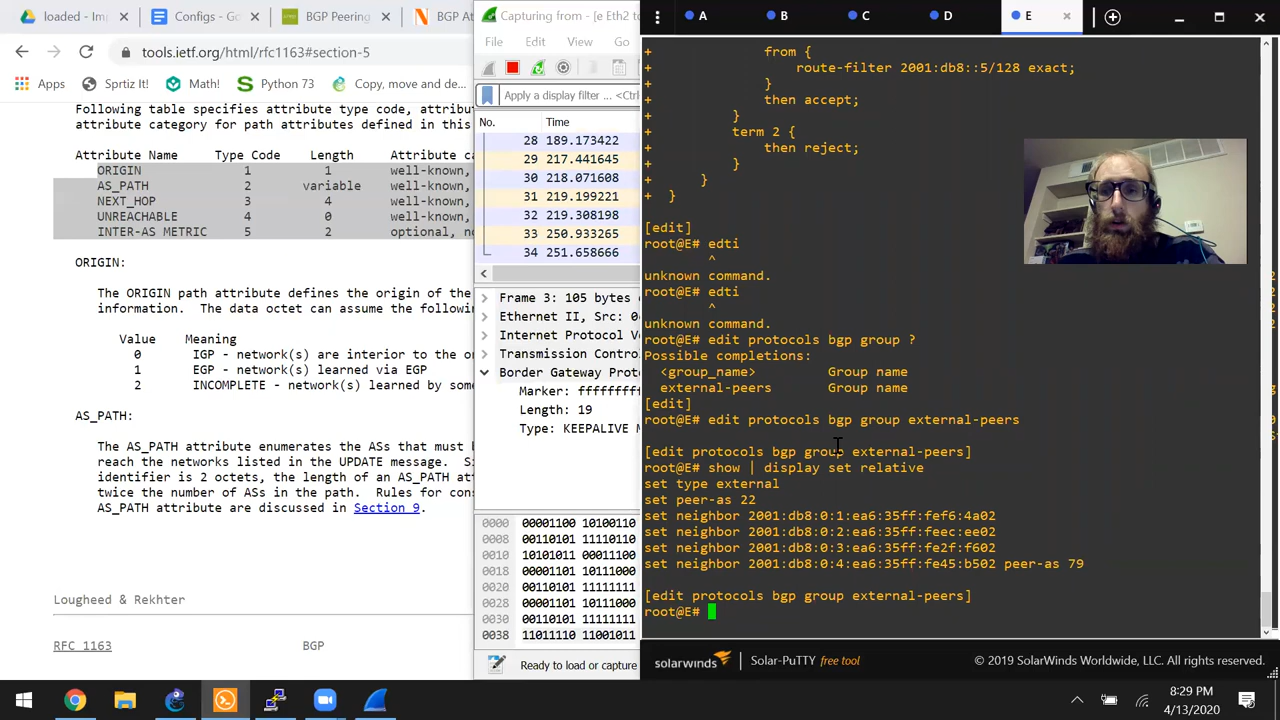 loaded - Im
Configs - Go
BGP Peering
BGP At
tools.ietf.org/html/rfc1163#section-5
Apps
Sprtiz It!
Math!
Python 73
Copy, move and de
Following table specifies attribute type code, attribut
attribute category for path attributes defined in this
Attribute Name Type Code Length Attribute ca
ORIGIN 1 1 well-known,
AS_PATH 2 variable well-known,
NEXT_HOP 3 4 well-known,
UNREACHABLE 4 0 well-known,
INTER-AS METRIC 5 2 optional, no
ORIGIN:
The ORIGIN path attribute defines the origin of the
information. The data octet can assume the followi
Value Meaning
0 IGP - network(s) are interior to the o
1 EGP - network(s) learned via EGP
2 INCOMPLETE - network(s) learned by som
AS_PATH:
The AS_PATH attribute enumerates the ASs that must
reach the networks listed in the UPDATE message. S
identifier is 2 octets, the length of an AS_PATH at
twice the number of ASs in the path. Rules for con
AS_PATH attribute are discussed in Section 9.
Lougheed & Rekhter
RFC 1163 BGP
Capturing from - [e Eth2 t
File Edit View Go
Apply a display filter ... <Ctrl-
No. Time
28 189.173422
29 217.441645
30 218.071608
31 219.199221
32 219.308198
33 250.933265
34 251.658666
Frame 3: 105 bytes
Ethernet II, Src: 0
Internet Protocol V
Transmission Contro
Border Gateway Prot
Marker: fffffffff
Length: 19
Type: KEEPALIVE M
0000 00001100 10100110
0008 00110101 11110110
0010 10101011 00011100
0018 00001101 10111000
0020 00110101 11111111
0028 00001101 10111000
0030 00110101 11111111
0038 11011110 11001011
Ready to load or capture
A B C D E
+ from {
+ route-filter 2001:db8::5/128 exact;
+ }
+ then accept;
+ }
+ term 2 {
+ then reject;
+ }
+ }
+ }
[edit]
root@E# edti
^
unknown command.
root@E# edti
^
unknown command.
root@E# edit protocols bgp group ?
Possible completions:
<group_name> Group name
external-peers Group name
[edit]
root@E# edit protocols bgp group external-peers
[edit protocols bgp group external-peers]
root@E# show | display set relative
set type external
set peer-as 22
set neighbor 2001:db8:0:1:ea6:35ff:fef6:4a02
set neighbor 2001:db8:0:2:ea6:35ff:feec:ee02
set neighbor 2001:db8:0:3:ea6:35ff:fe2f:f602
set neighbor 2001:db8:0:4:ea6:35ff:fe45:b502 peer-as 79
[edit protocols bgp group external-peers]
root@E#
solarwinds Solar-PuTTY free tool © 2019 SolarWinds Worldwide, LLC. All rights reserved.
8:29 PM
4/13/2020